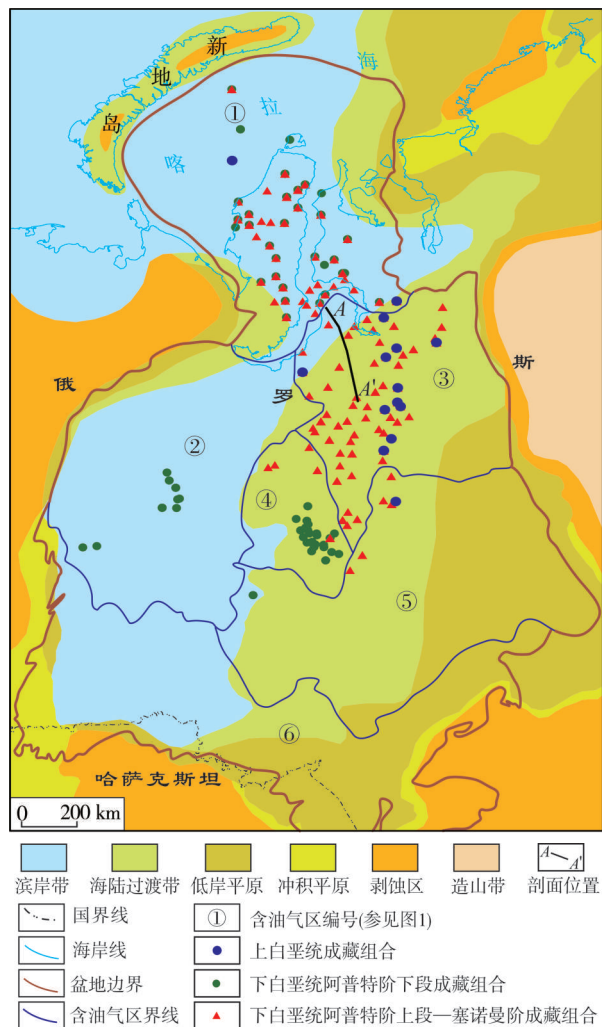 新
地
岛
海
拉
喀
①
A
A'
俄
罗
斯
②
③
④
⑤
⑥
哈萨克斯坦
0 200 km
滨岸带 海陆过渡带 低岸平原 冲积平原 剥蚀区 造山带 剖面位置
A A'
国界线 ① 含油气区编号(参见图1)
海岸线 上白垩统成藏组合
盆地边界 下白垩统阿普特阶下段成藏组合
含油气区界线 下白垩统阿普特阶上段—塞诺曼阶成藏组合